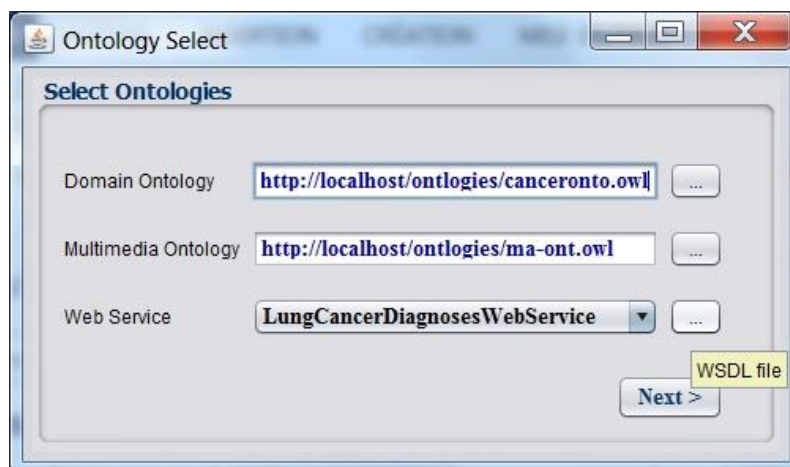 Ontology Select
Select Ontologies
Domain Ontology http://localhost/ontlogies/canceronto.owl ...
Multimedia Ontology http://localhost/ontlogies/ma-ont.owl ...
Web Service LungCancerDiagnosesWebService ...
WSDL file
Next >